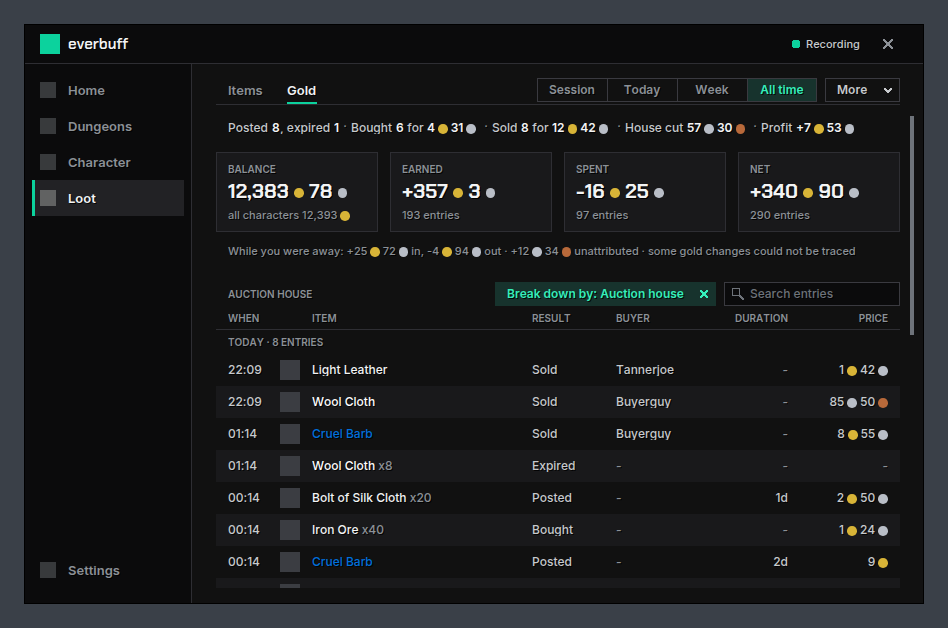 everbuff
Recording
Home
Dungeons
Character
Loot
Settings
Items Gold
Session Today Week All time More
Posted 8, expired 1 · Bought 6 for 4 31 · Sold 8 for 12 42 · House cut 57 30 · Profit +7 53
BALANCE
12,383 78
all characters 12,393
EARNED
+357 3
193 entries
SPENT
-16 25
97 entries
NET
+340 90
290 entries
While you were away: +25 72 in, -4 94 out · +12 34 unattributed · some gold changes could not be traced
AUCTION HOUSE
Break down by: Auction house
Search entries
WHEN ITEM RESULT BUYER DURATION PRICE
TODAY · 8 ENTRIES
22:09 Light Leather Sold Tannerjoe - 1 42
22:09 Wool Cloth Sold Buyerguy - 85 50
01:14 Cruel Barb Sold Buyerguy - 8 55
01:14 Wool Cloth x8 Expired - - -
00:14 Bolt of Silk Cloth x20 Posted - 1d 2 50
00:14 Iron Ore x40 Bought - - 1 24
00:14 Cruel Barb Posted - 2d 9